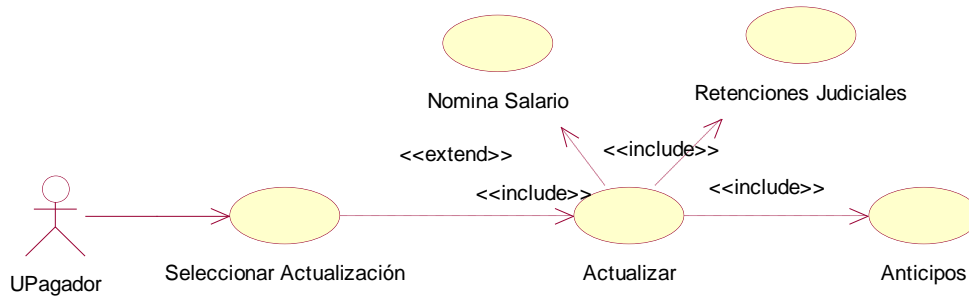 Nomina Salario
Retenciones Judiciales
<<extend>>
<<include>>
<<include>>
<<include>>
UPagador
Seleccionar Actualización
Actualizar
Anticipos